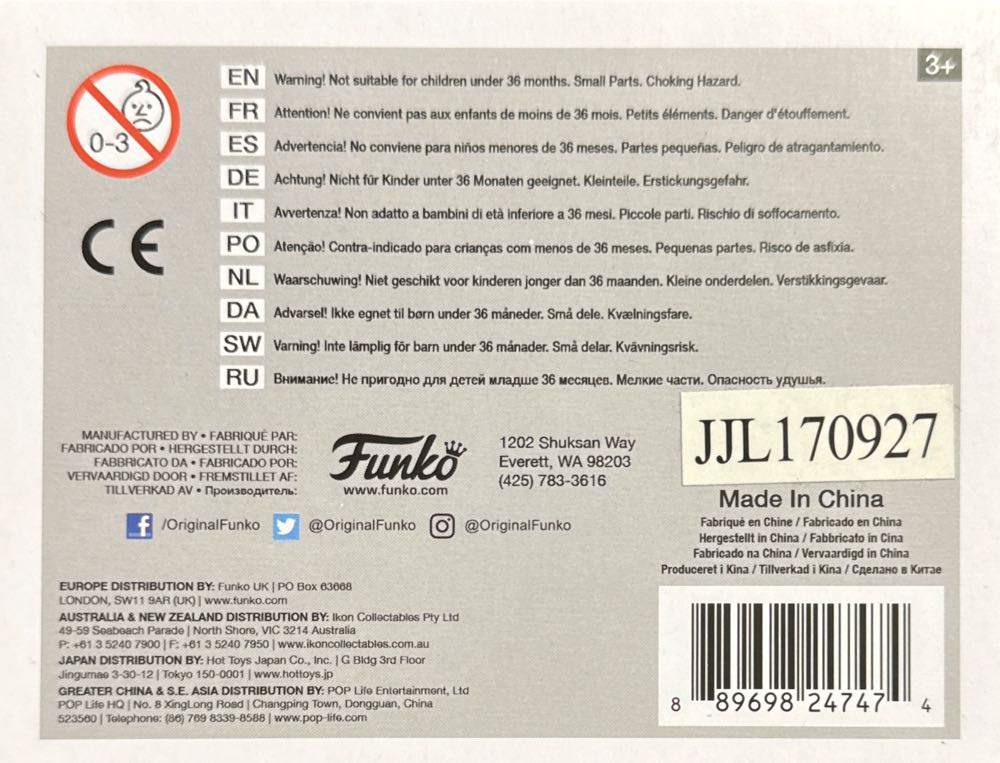 3+
0-3
EN Warning! Not suitable for children under 36 months. Small Parts. Choking Hazard.
FR Attention! Ne convient pas aux enfants de moins de 36 mois. Petits éléments. Danger d'étouffement.
ES Advertencia! No conviene para niños menores de 36 meses. Partes pequeñas. Peligro de atragantamiento.
DE Achtung! Nicht für Kinder unter 36 Monaten geeignet. Kleinteile. Erstickungsgefahr.
IT Avvertenza! Non adatto a bambini di età inferiore a 36 mesi. Piccole parti. Rischio di soffocamento.
PO Atenção! Contra-indicado para crianças com menos de 36 meses. Pequenas partes. Risco de asfixia.
NL Waarschuwing! Niet geschikt voor kinderen jonger dan 36 maanden. Kleine onderdelen. Verstikkingsgevaar.
DA Advarsel! Ikke egnet til børn under 36 måneder. Små dele. Kvælningsfare.
SW Varning! Inte lämplig för barn under 36 månader. Små delar. Kvävningsrisk.
RU Внимание! Не пригодно для детей младше 36 месяцев. Мелкие части. Опасность удушья.
CE
MANUFACTURED BY • FABRIQUÉ PAR:
FABRICADO POR • HERGESTELLT DURCH:
FABBRICATO DA • FABRICADO POR:
VERVAARDIGD DOOR • FREMSTILLET AF:
TILLVERKAD AV • Производитель:
Funko
www.funko.com
1202 Shuksan Way
Everett, WA 98203
(425) 783-3616
JJL170927
Made In China
Fabriqué en Chine / Fabricado en China
Hergestellt in China / Fabbricato in Cina
Fabricado na China / Vervaardigd in China
Produceret i Kina / Tillverkad i Kina / Сделано в Китае
/OriginalFunko @OriginalFunko @OriginalFunko
EUROPE DISTRIBUTION BY: Funko UK | PO Box 63668
LONDON, SW11 9AR (UK) | www.funko.com
AUSTRALIA & NEW ZEALAND DISTRIBUTION BY: Ikon Collectables Pty Ltd
49-59 Seabeach Parade | North Shore, VIC 3214 Australia
P: +61 3 5240 7900 | F: +61 3 5240 7950 | www.ikoncollectables.com.au
JAPAN DISTRIBUTION BY: Hot Toys Japan Co., Inc. | G Bldg 3rd Floor
Jingumae 3-30-12 | Tokyo 150-0001 | www.hottoys.jp
GREATER CHINA & S.E. ASIA DISTRIBUTION BY: POP Life Entertainment, Ltd
POP Life HQ | No. 8 XingLong Road | Changping Town, Dongguan, China
523560 | Telephone: (86) 769 8339-8588 | www.pop-life.com
8 89698 24747 4